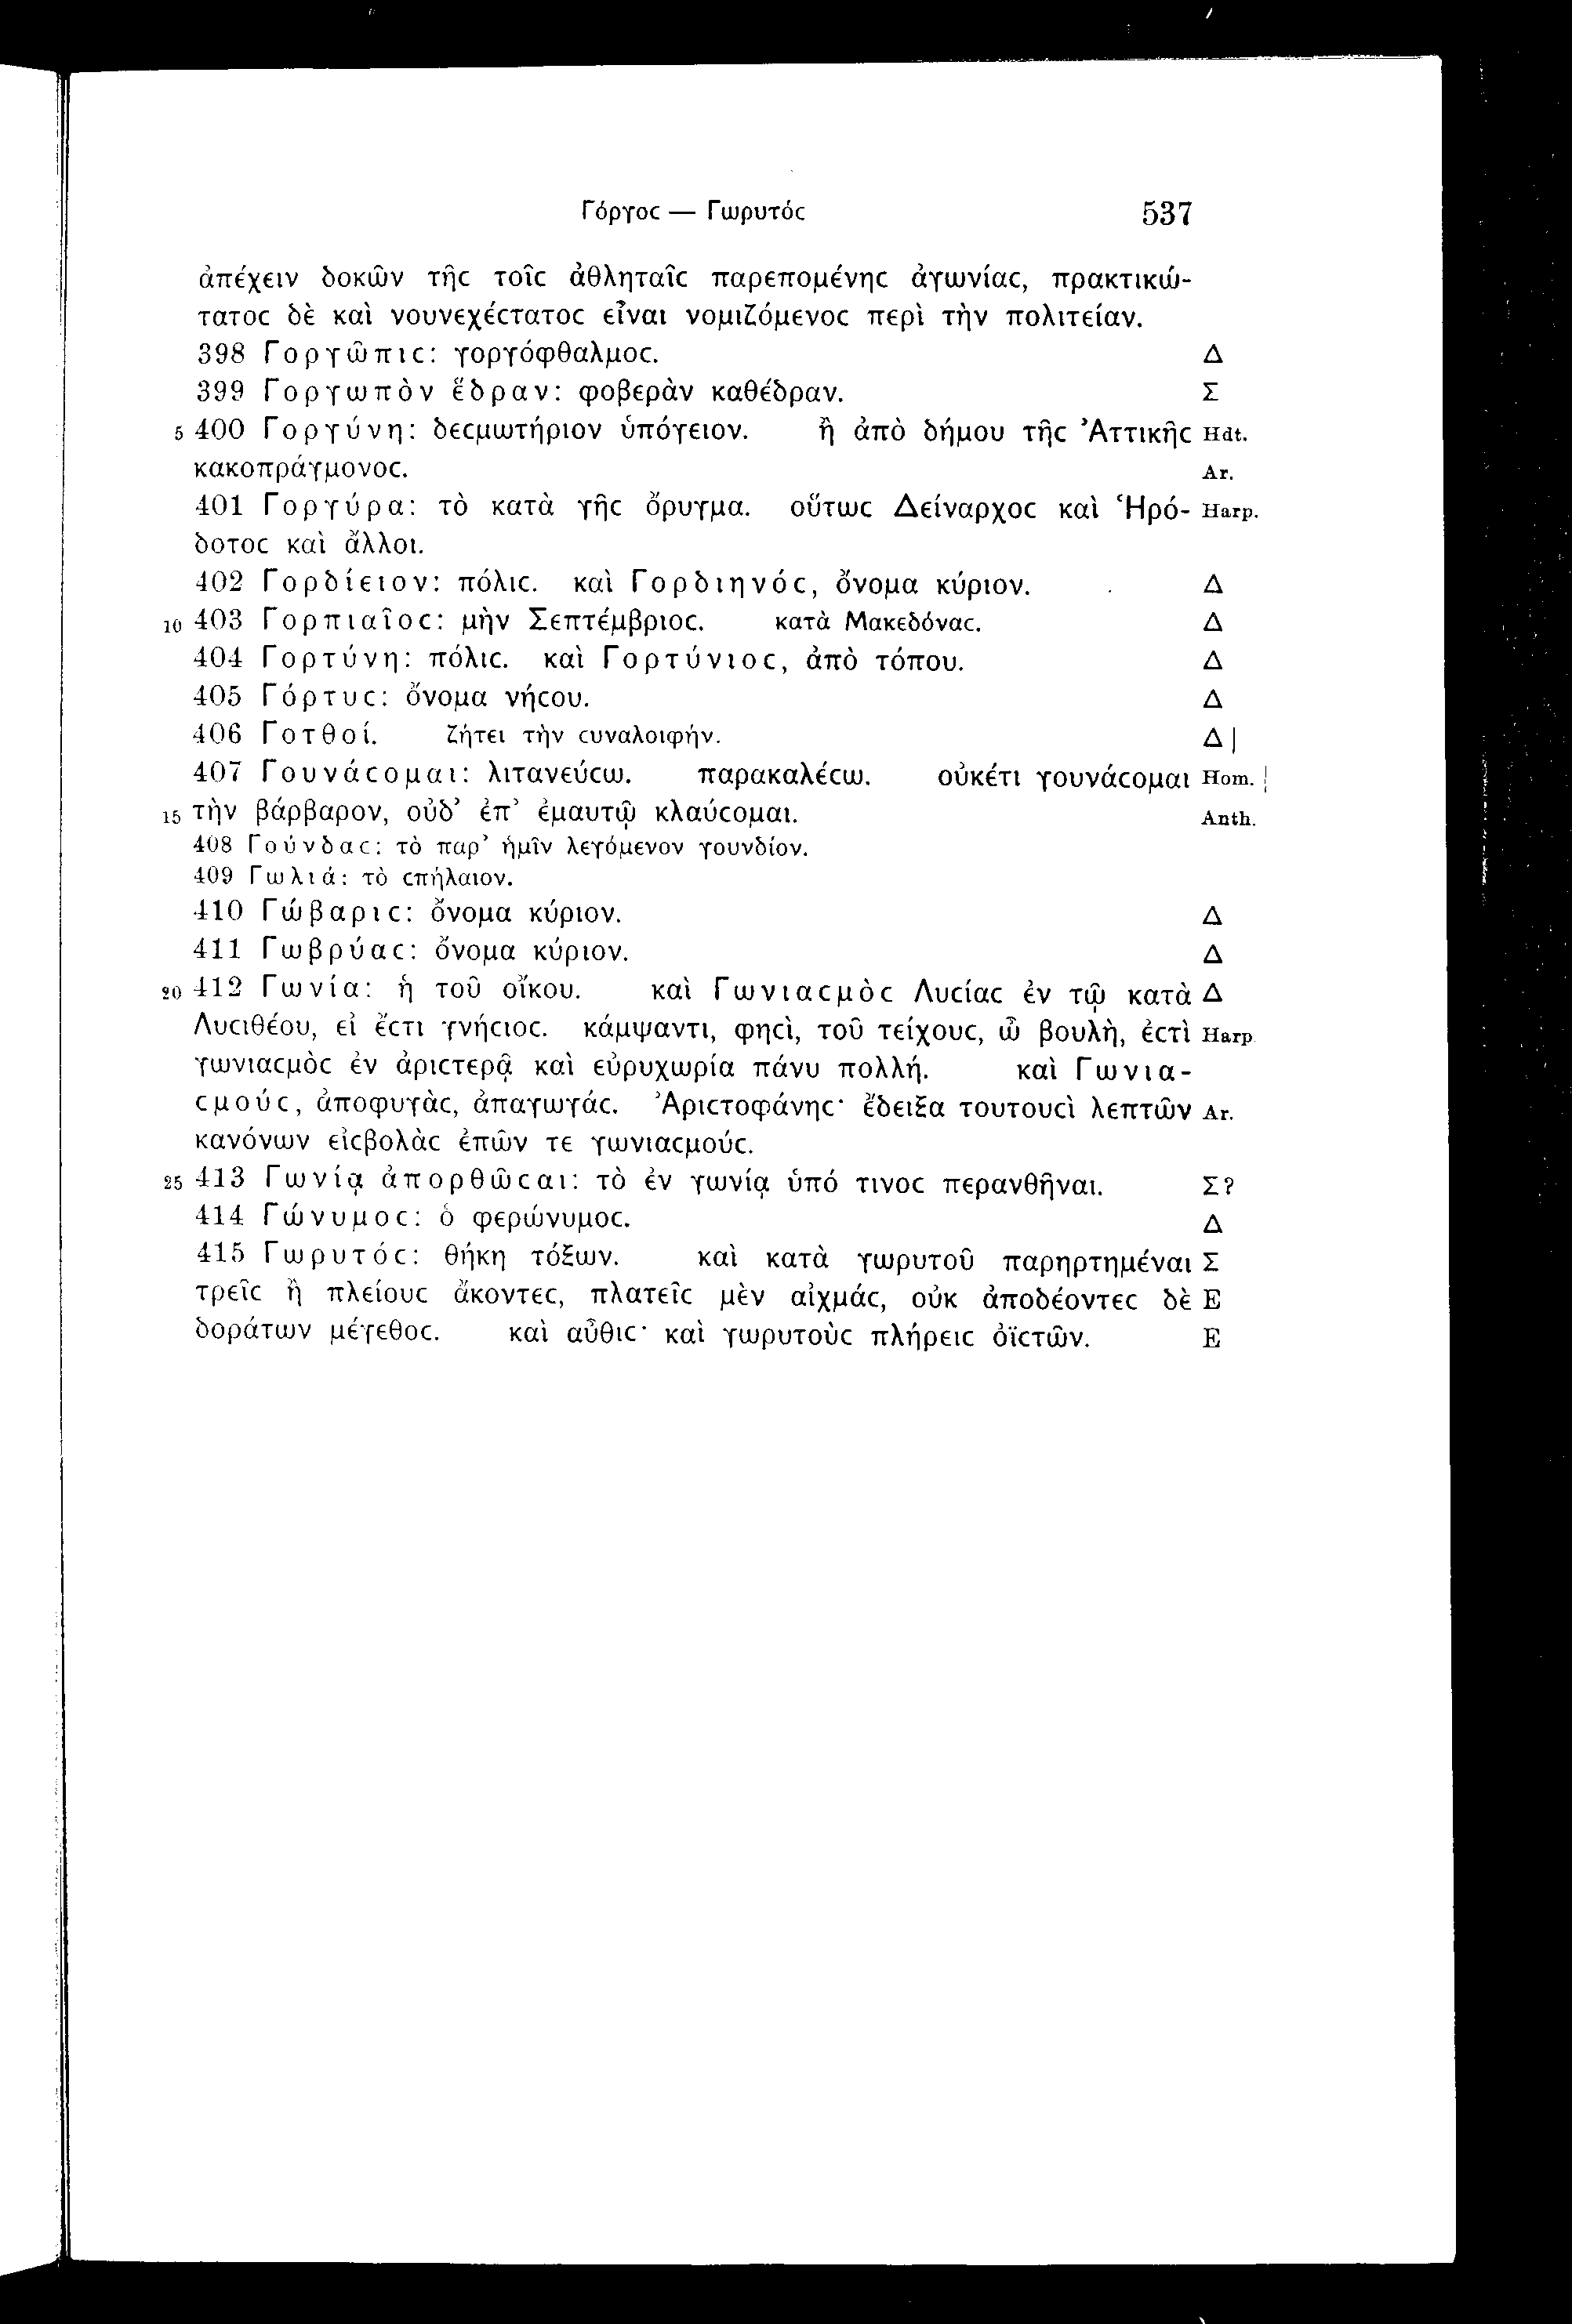 Γόργοϲ — Γωρυτόϲ 537
ἀπέχειν δοκῶν τῆϲ τοῖϲ ἀθληταῖϲ παρεπομένηϲ ἀγωνίαϲ, πρακτικώ-
τατοϲ δὲ καὶ νουνεχέϲτατοϲ εἶναι νομιζόμενοϲ περὶ τὴν πολιτείαν.
398 Γοργῶπιϲ: γοργόφθαλμοϲ. Δ
399 Γοργωπὸν ἕδραν: φοβερὰν καθέδραν. Σ
5 400 Γοργύνη: δεϲμωτήριον ὑπόγειον. ἢ ἀπὸ δήμου τῆϲ Ἀττικῆϲ Hdt.
κακοπράγμονοϲ. Ar.
401 Γοργύρα: τὸ κατὰ γῆϲ ὄρυγμα. οὕτωϲ Δείναρχοϲ καὶ Ἡρό- Harp.
δοτοϲ καὶ ἄλλοι.
402 Γορδίειον: πόλιϲ. καὶ Γορδιηνόϲ, ὄνομα κύριον. Δ
10 403 Γορπιαῖοϲ: μὴν Σεπτέμβριοϲ. κατὰ Μακεδόναϲ. Δ
404 Γορτύνη: πόλιϲ. καὶ Γορτύνιοϲ, ἀπὸ τόπου. Δ
405 Γόρτυϲ: ὄνομα νήϲου. Δ
406 Γοτθοί. ζήτει τὴν ϲυναλοιφήν. Δ|
407 Γουνάϲομαι: λιτανεύϲω. παρακαλέϲω. οὐκέτι γουνάϲομαι Hom. |
15 τὴν βάρβαρον, οὐδ’ ἐπ’ ἐμαυτῷ κλαύϲομαι. Anth.
408 Γούνδαϲ: τὸ παρ’ ἡμῖν λεγόμενον γουνδίον.
409 Γωλιά: τὸ ϲπήλαιον.
410 Γώβαριϲ: ὄνομα κύριον. Δ
411 Γωβρύαϲ: ὄνομα κύριον. Δ
20 412 Γωνία: ἡ τοῦ οἴκου. καὶ Γωνιαϲμὸϲ Λυϲίαϲ ἐν τῷ κατὰ Δ
Λυϲιθέου, εἰ ἔϲτι γνήϲιοϲ. κάμψαντι, φηϲὶ, τοῦ τείχουϲ, ὦ βουλὴ, ἐϲτὶ Harp
γωνιαϲμὸϲ ἐν ἀριϲτερᾷ καὶ εὐρυχωρία πάνυ πολλή. καὶ Γωνια-
ϲμούϲ, ἀποφυγὰϲ, ἀπαγωγάϲ. Ἀριϲτοφάνηϲ· ἔδειξα τουτουϲὶ λεπτῶν Ar.
κανόνων εἰϲβολὰϲ ἐπῶν τε γωνιαϲμούϲ.
25 413 Γωνίᾳ ἀπορθῶϲαι: τὸ ἐν γωνίᾳ ὑπό τινοϲ περανθῆναι. Σ?
414 Γώνυμοϲ: ὁ φερώνυμοϲ. Δ
415 Γωρυτόϲ: θήκη τόξων. καὶ κατὰ γωρυτοῦ παρηρτημέναι Σ
τρεῖϲ ἢ πλείουϲ ἄκοντεϲ, πλατεῖϲ μὲν αἰχμάϲ, οὐκ ἀποδέοντεϲ δὲ E
δοράτων μέγεθοϲ. καὶ αὖθιϲ· καὶ γωρυτοὺϲ πλήρειϲ ὀϊϲτῶν. E